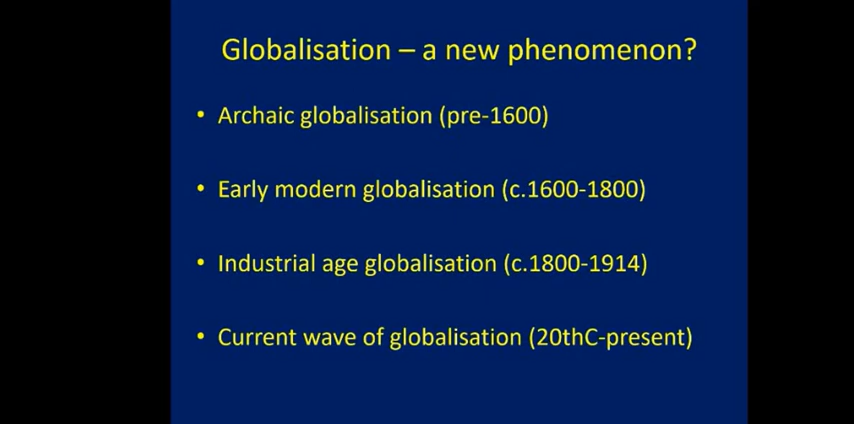 Globalisation – a new phenomenon?
• Archaic globalisation (pre-1600)
• Early modern globalisation (c.1600-1800)
• Industrial age globalisation (c.1800-1914)
• Current wave of globalisation (20thC-present)